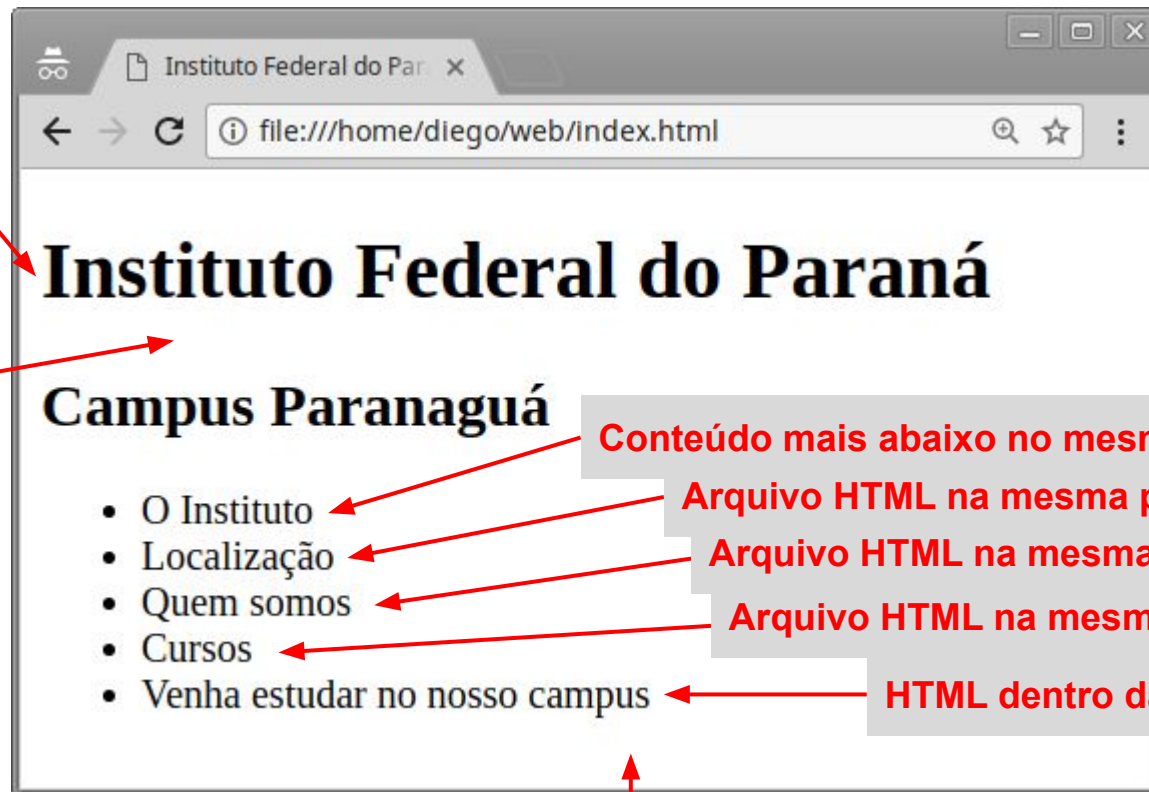 Instituto Federal do Par
file:///home/diego/web/index.html
Instituto Federal do Paraná
Campus Paranaguá
Conteúdo mais abaixo no
• O Instituto
Arquivo HTML na mesma
• Localização
Arquivo HTML na mesma
• Quem somos
Arquivo HTML na
• Cursos
• Venha estudar no nosso campus
HTML dentro